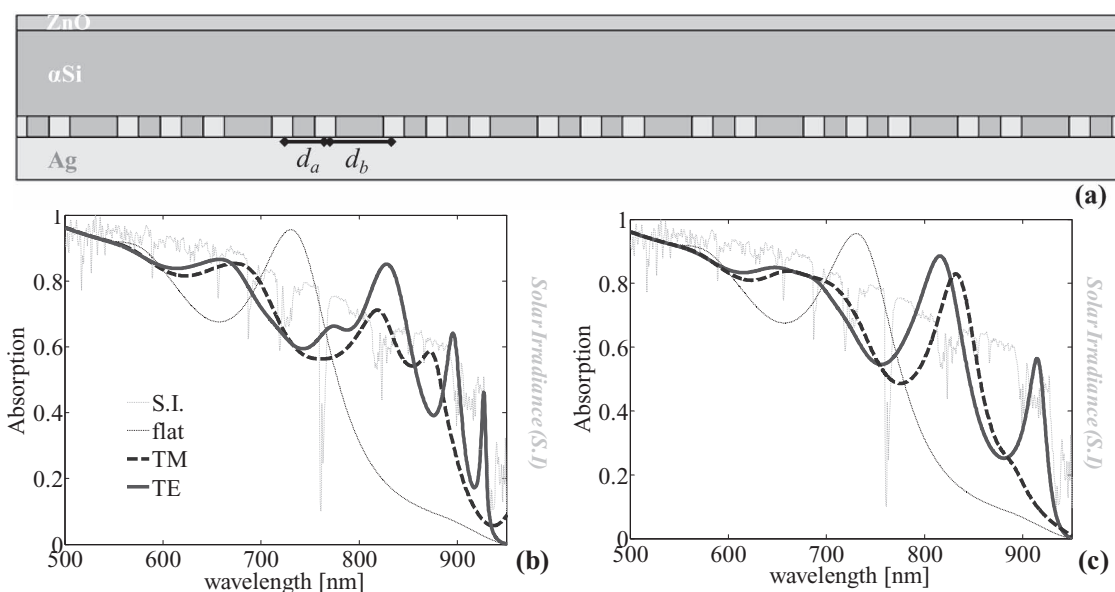 ZnO
αSi
Ag
d_a d_b
(a)
1
0.8
0.6
0.4
0.2
0
Absorption
S.I.
flat
TM
TE
500 600 700 800 900
wavelength [nm]
Solar Irradiance (S.I)
(b)
1
0.8
0.6
0.4
0.2
0
Absorption
500 600 700 800 900
wavelength [nm]
Solar Irradiance (S.I)
(c)